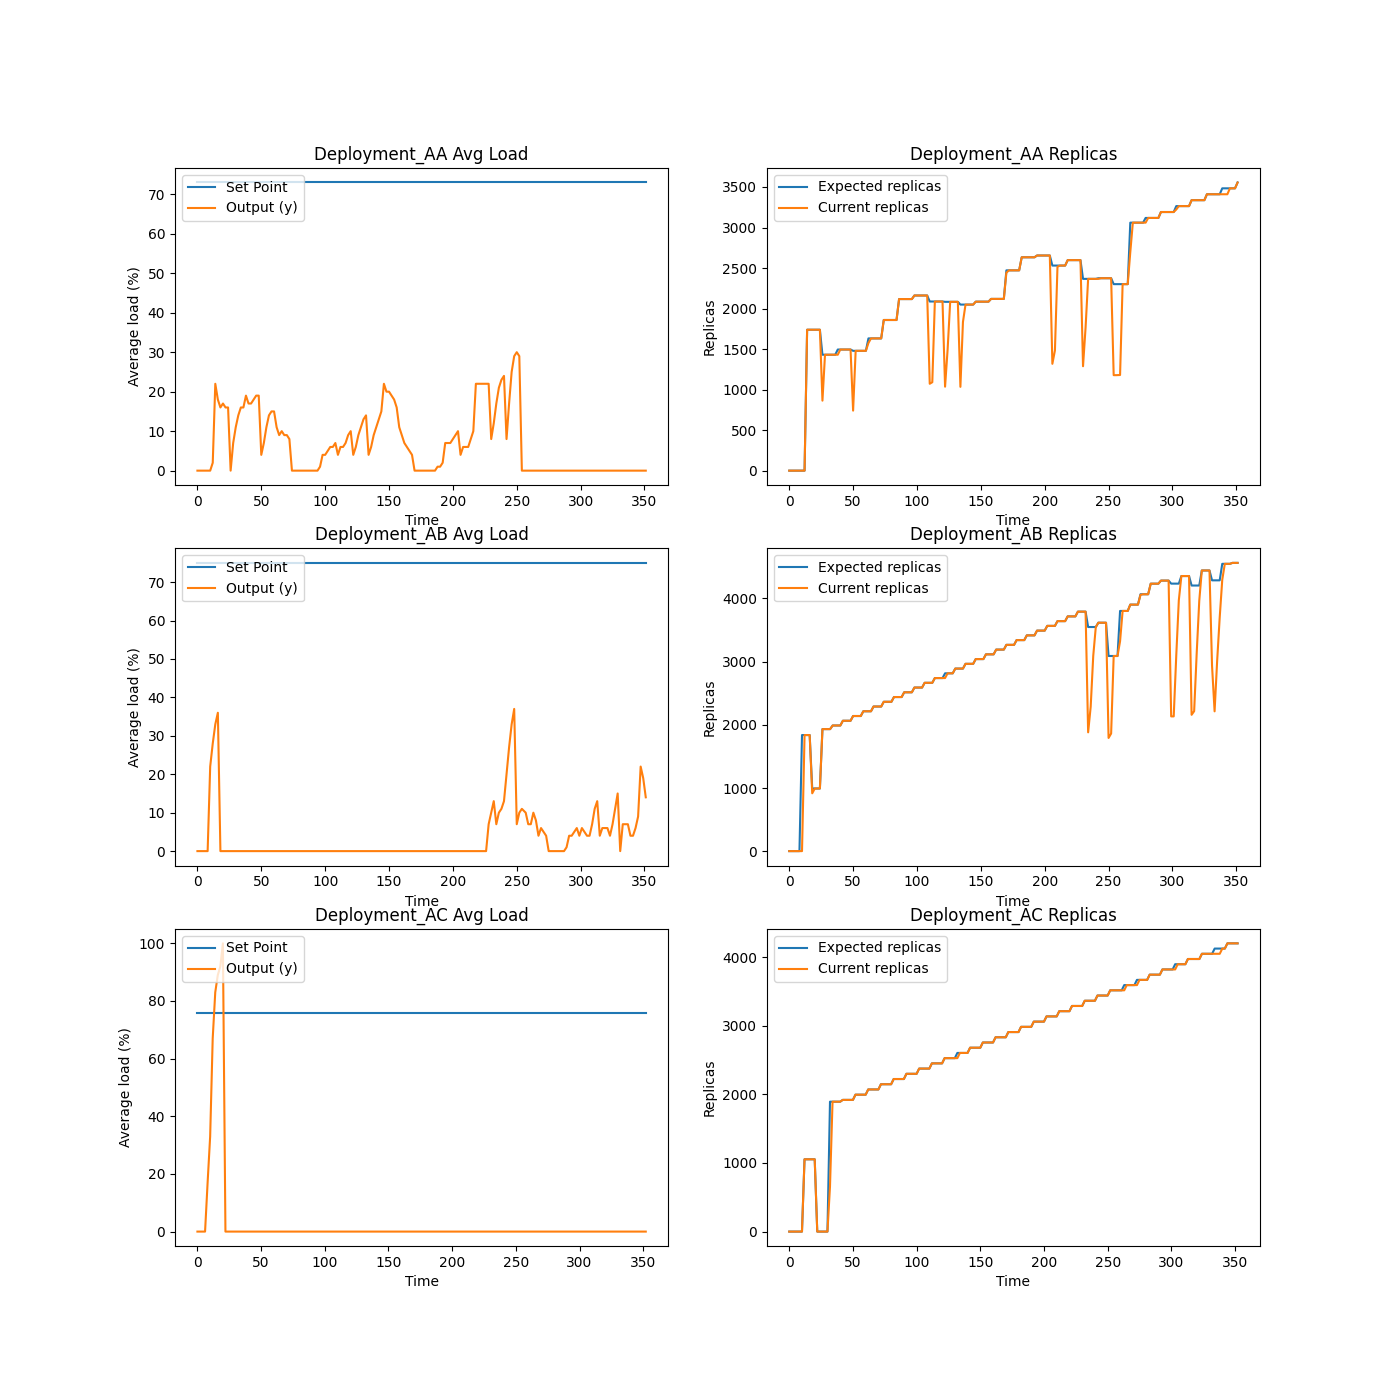 Deployment_AA Avg Load
Set Point
Output (y)
Average load (%)
70
60
50
40
30
20
10
0
0 50 100 150 200 250 300 350
Time
Deployment_AA Replicas
Expected replicas
Current replicas
Replicas
3500
3000
2500
2000
1500
1000
500
0
0 50 100 150 200 250 300 350
Time
Deployment_AB Avg Load
Set Point
Output (y)
Average load (%)
70
60
50
40
30
20
10
0
0 50 100 150 200 250 300 350
Time
Deployment_AB Replicas
Expected replicas
Current replicas
Replicas
4000
3000
2000
1000
0
0 50 100 150 200 250 300 350
Time
Deployment_AC Avg Load
Set Point
Output (y)
Average load (%)
100
80
60
40
20
0
0 50 100 150 200 250 300 350
Time
Deployment_AC Replicas
Expected replicas
Current replicas
Replicas
4000
3000
2000
1000
0
0 50 100 150 200 250 300 350
Time